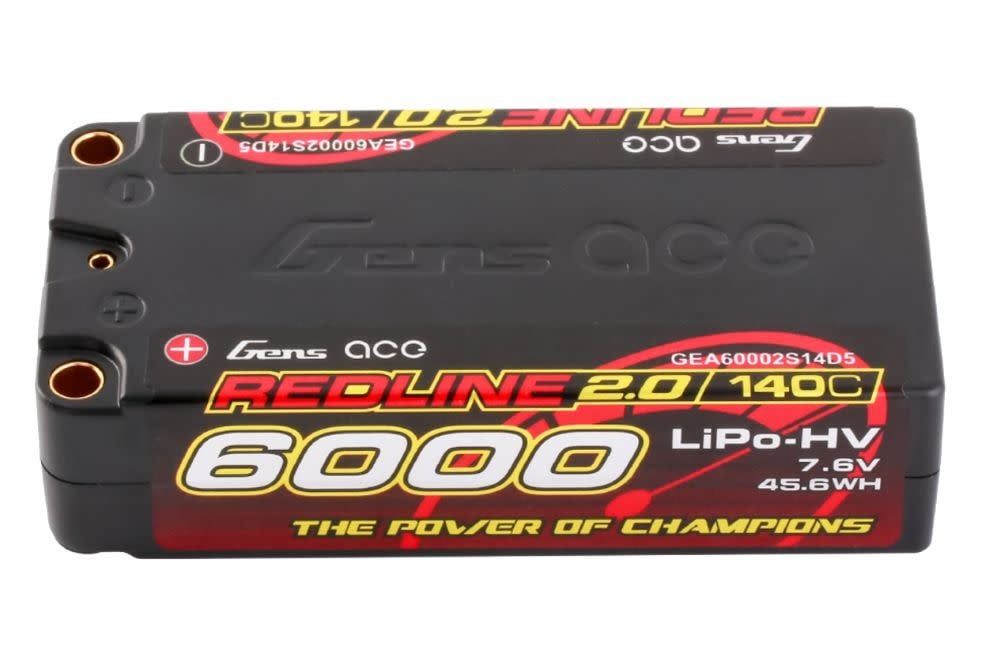 REDLINE 2.0 / 140C
GEA60002S14D5
Gens ace
Gens ace
Gens ace
GEA60002S14D5
REDLINE 2.0 / 140C
6000
LiPo-HV
7.6V
45.6WH
THE POWER OF CHAMPIONS